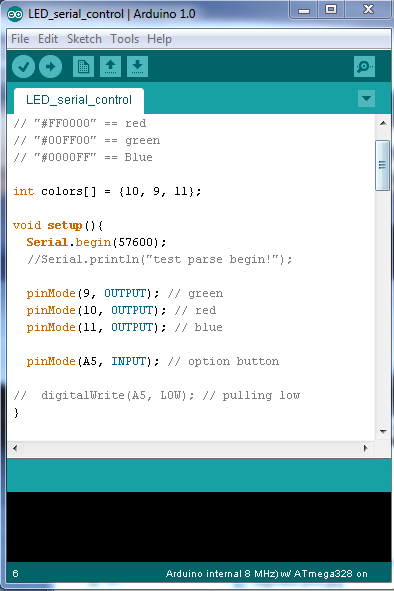 LED_serial_control | Arduino 1.0
File Edit Sketch Tools Help
LED_serial_control
// "#FF0000" == red
// "#00FF00" == green
// "#0000FF" == Blue
int colors[] = {10, 9, 11};
void setup(){
Serial.begin(57600);
//Serial.println("test parse begin!");
pinMode(9, OUTPUT); // green
pinMode(10, OUTPUT); // red
pinMode(11, OUTPUT); // blue
pinMode(A5, INPUT); // option button
// digitalWrite(A5, LOW); // pulling low
}
6 Arduino internal 8 MHz) w/ ATmega328 on